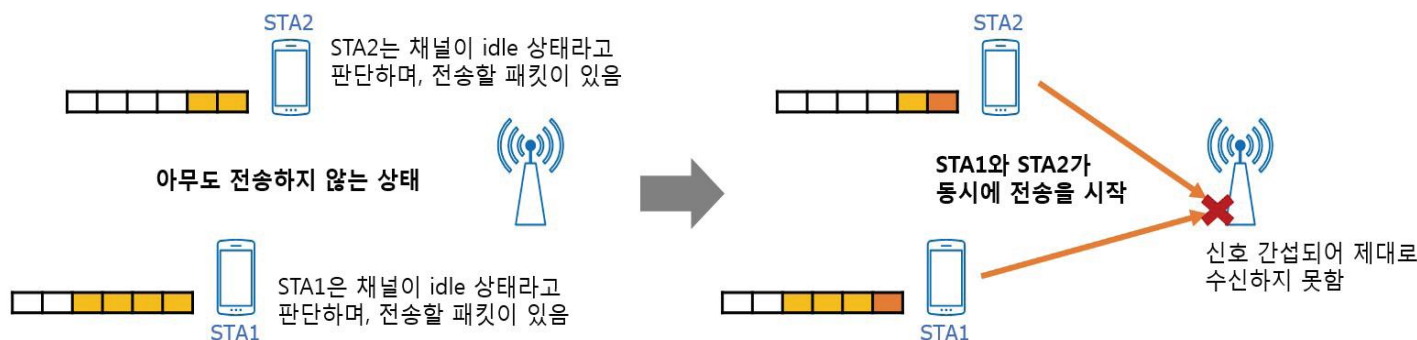 STA2
STA2는 채널이 idle 상태라고
판단하며, 전송할 패킷이 있음
아무도 전송하지 않는 상태
STA1은 채널이 idle 상태라고
판단하며, 전송할 패킷이 있음
STA1
STA2
STA1와 STA2가
동시에 전송을 시작
신호 간섭되어 제대로
수신하지 못함
STA1